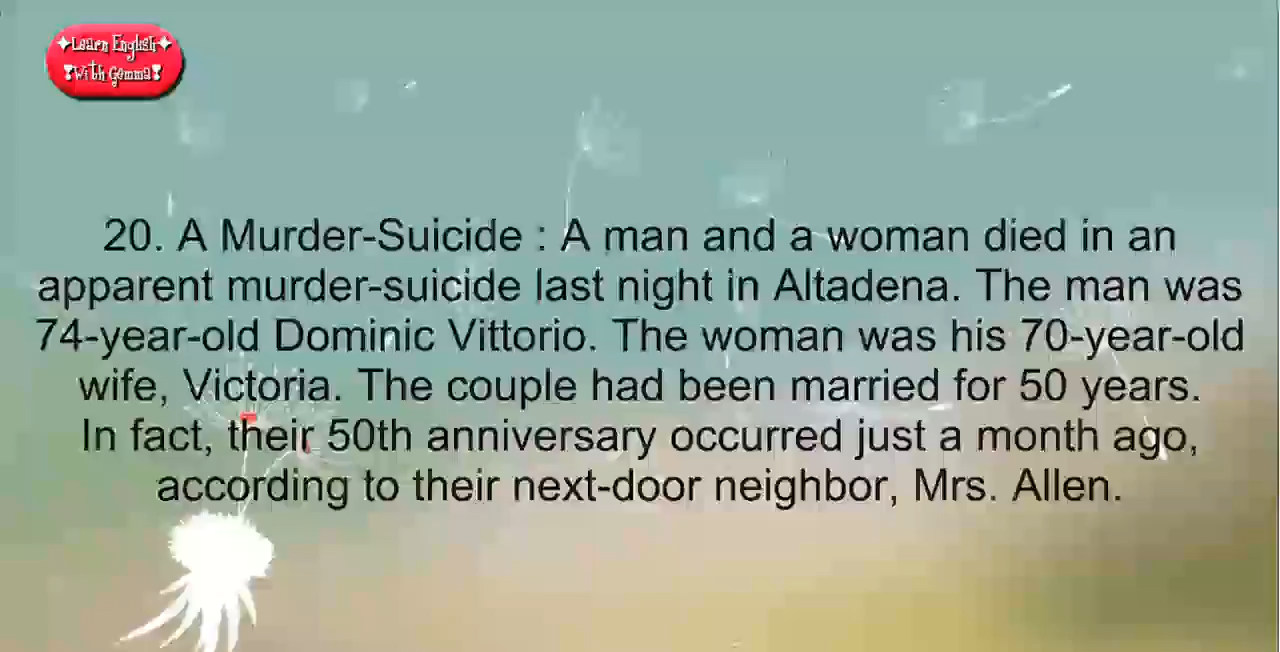 ✦Learn English✦
❣With Gemma❣
20. A Murder-Suicide : A man and a woman died in an
apparent murder-suicide last night in Altadena. The man was
74-year-old Dominic Vittorio. The woman was his 70-year-old
wife, Victoria. The couple had been married for 50 years.
In fact, their 50th anniversary occurred just a month ago,
according to their next-door neighbor, Mrs. Allen.